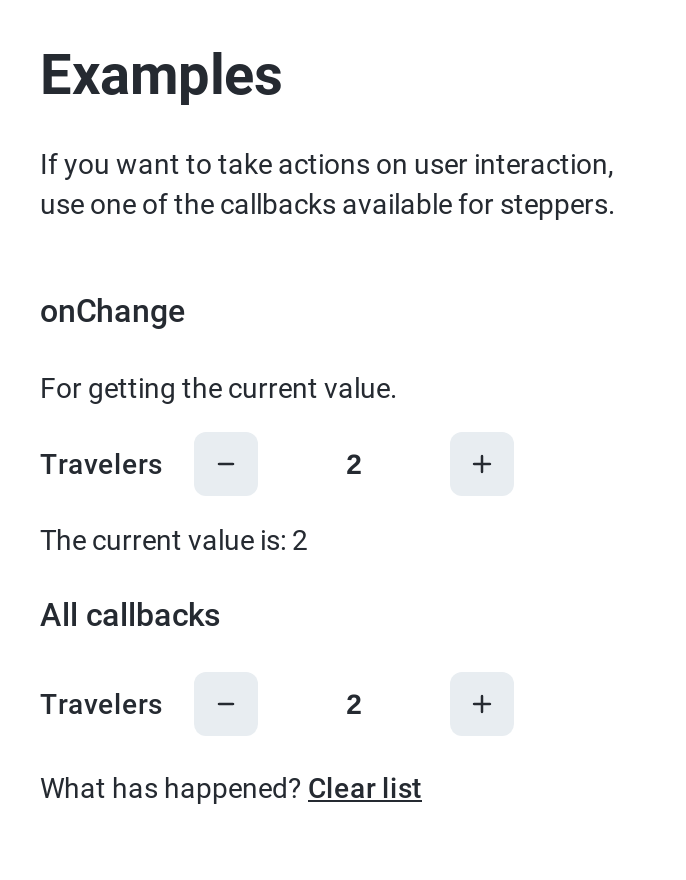 Examples
If you want to take actions on user interaction,
use one of the callbacks available for steppers.
onChange
For getting the current value.
Travelers − 2 +
The current value is: 2
All callbacks
Travelers − 2 +
What has happened? Clear list